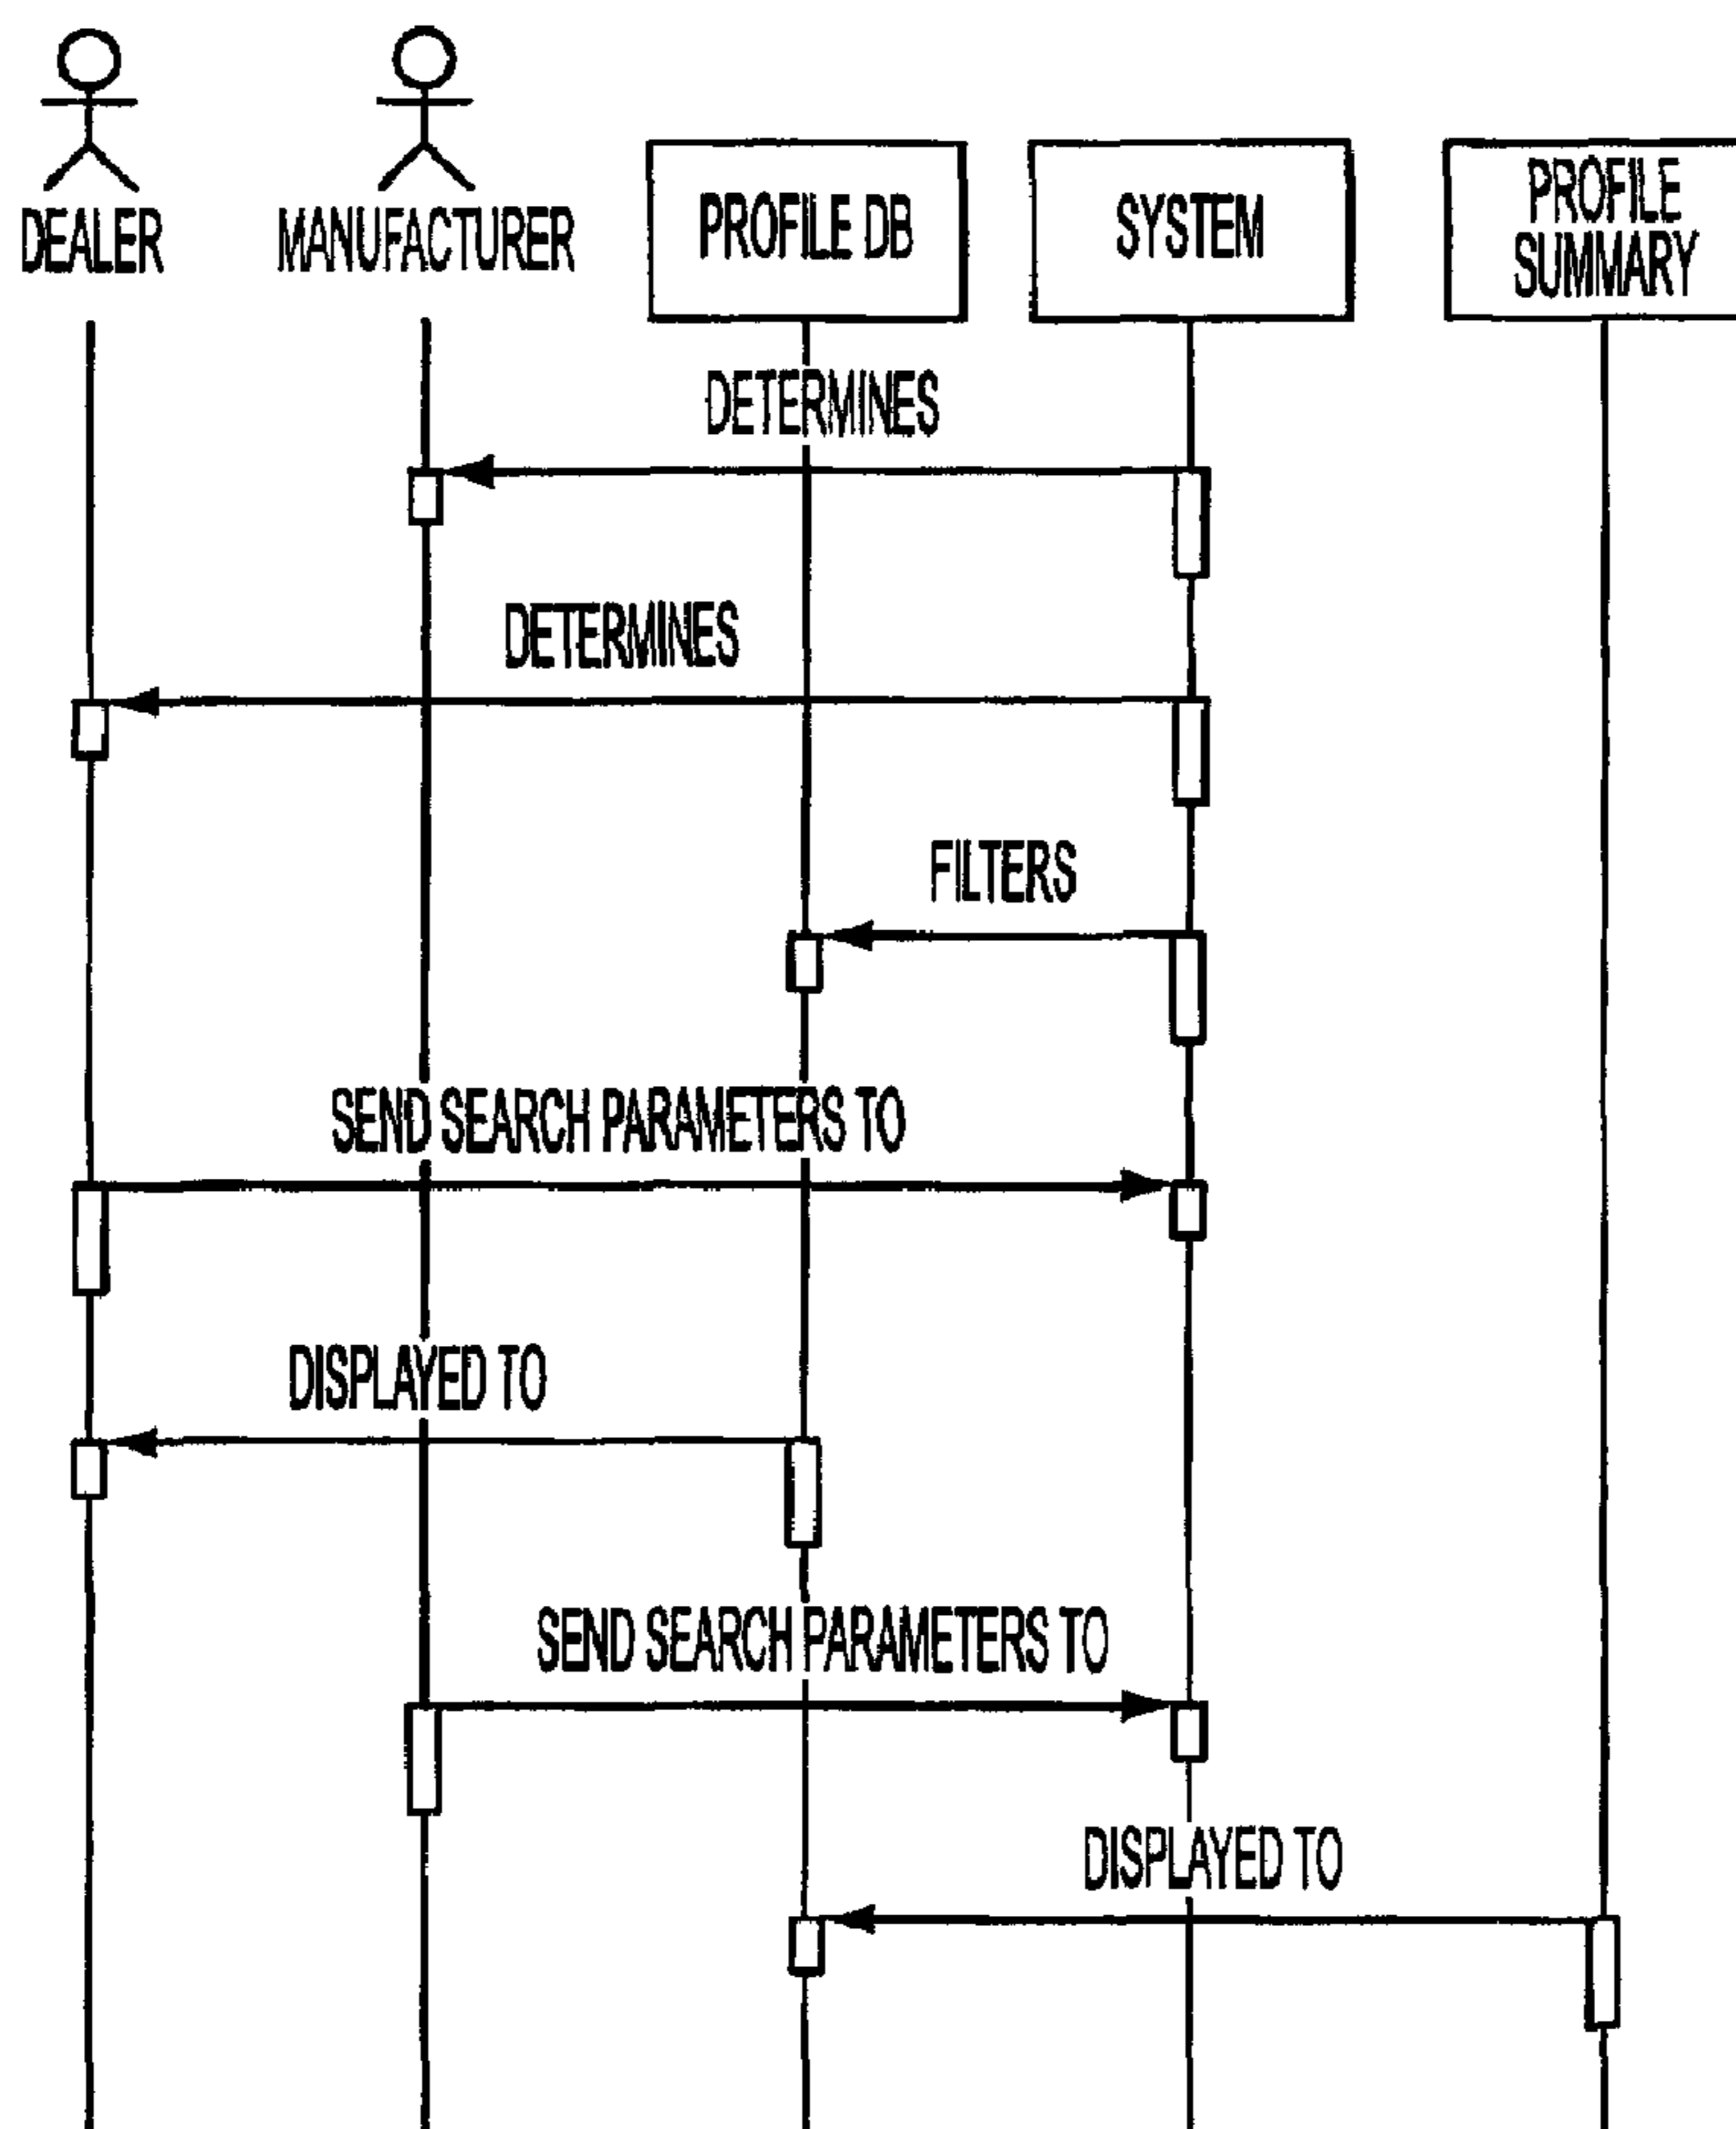 DEALER
MANUFACTURER
PROFILE DB
SYSTEM
PROFILE
SUMMARY
DETERMINES
DETERMINES
FILTERS
SEND SEARCH PARAMETERS TO
DISPLAYED TO
SEND SEARCH PARAMETERS TO
DISPLAYED TO